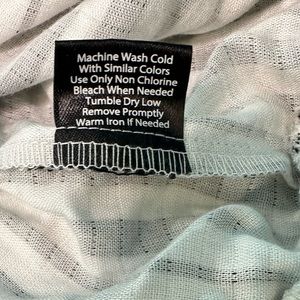 Machine Wash Cold
With Similar Colors
Use Only Non Chlorine
Bleach When Needed
Tumble Dry Low
Remove Promptly
Warm Iron If Needed